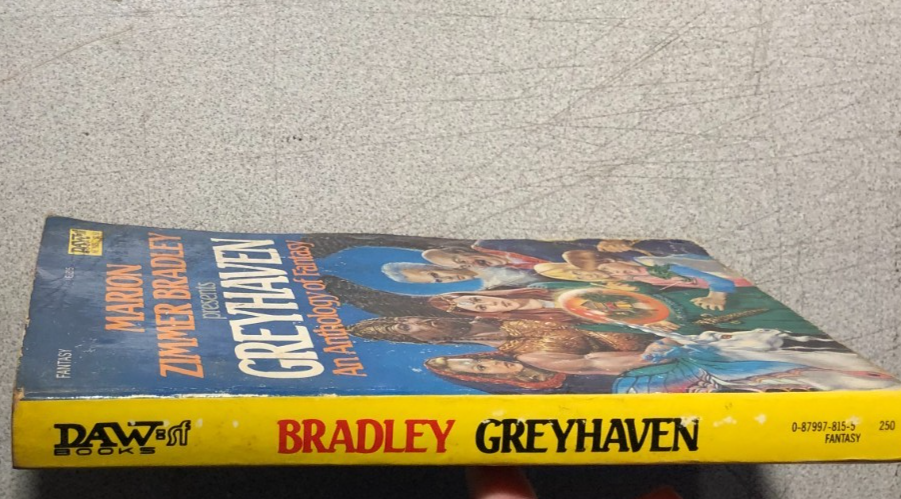 DAW
FANTASY
MARION
ZIMMER BRADLEY
presents
GREYHAVEN
An Anthology of Fantasy
DAW sf
BOOKS
BRADLEY GREYHAVEN
0-87997-815-5 250
FANTASY